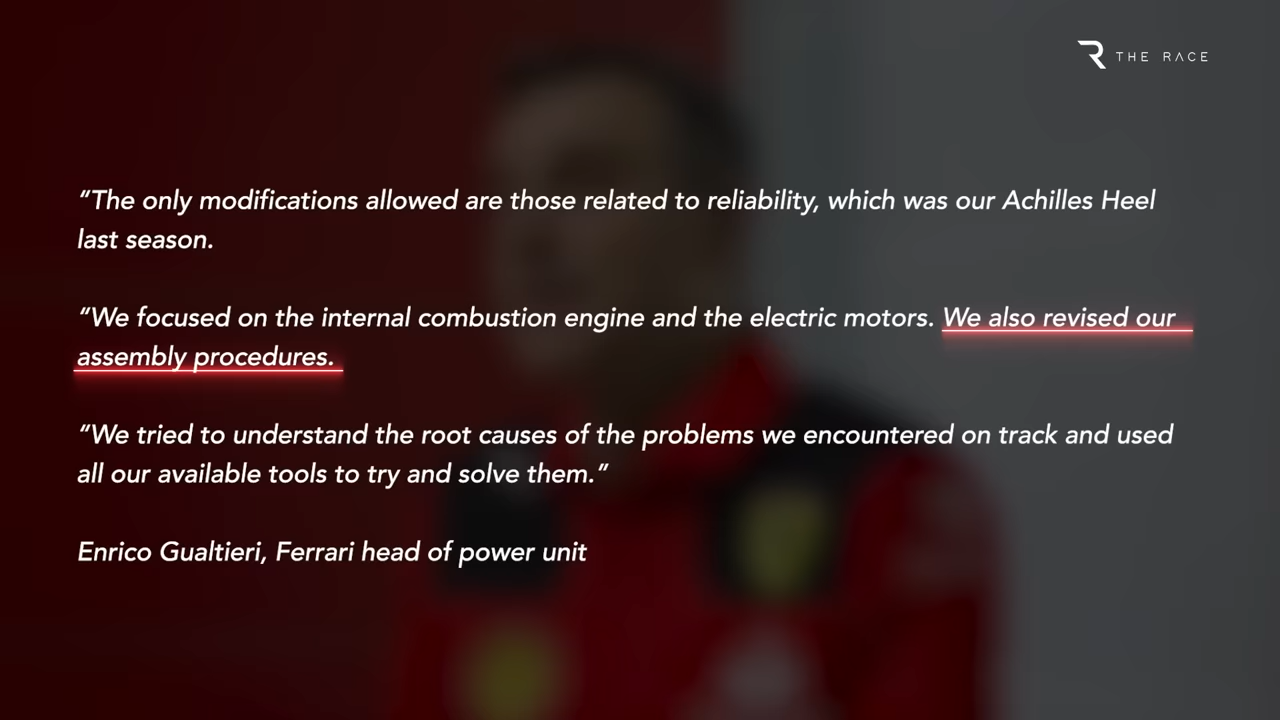 THE RACE
“The only modifications allowed are those related to reliability, which was our Achilles Heel
last season.
“We focused on the internal combustion engine and the electric motors. We also revised our
assembly procedures.
“We tried to understand the root causes of the problems we encountered on track and used
all our available tools to try and solve them.”
Enrico Gualtieri, Ferrari head of power unit